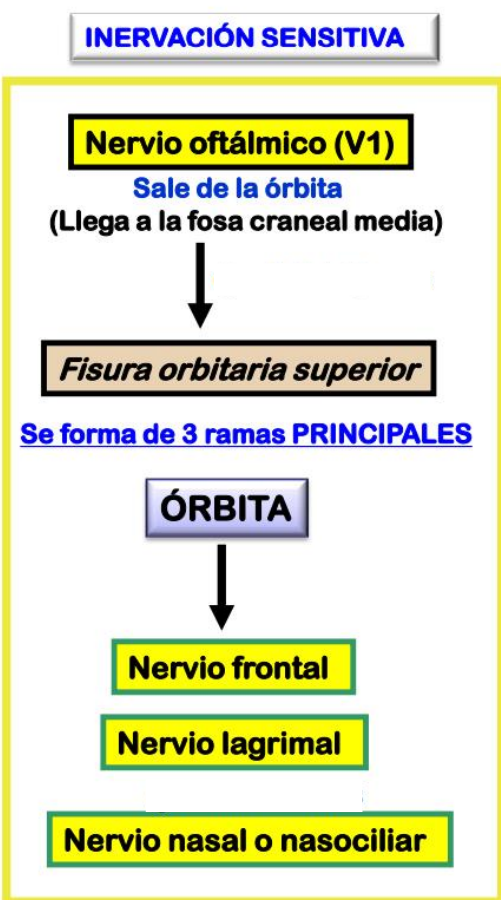 INERVACIÓN SENSITIVA
Nervio oftálmico (V1)
Sale de la órbita
(Llega a la fosa craneal media)
Fisura orbitaria superior
Se forma de 3 ramas PRINCIPALES
ÓRBITA
Nervio frontal
Nervio lagrimal
Nervio nasal o nasociliar